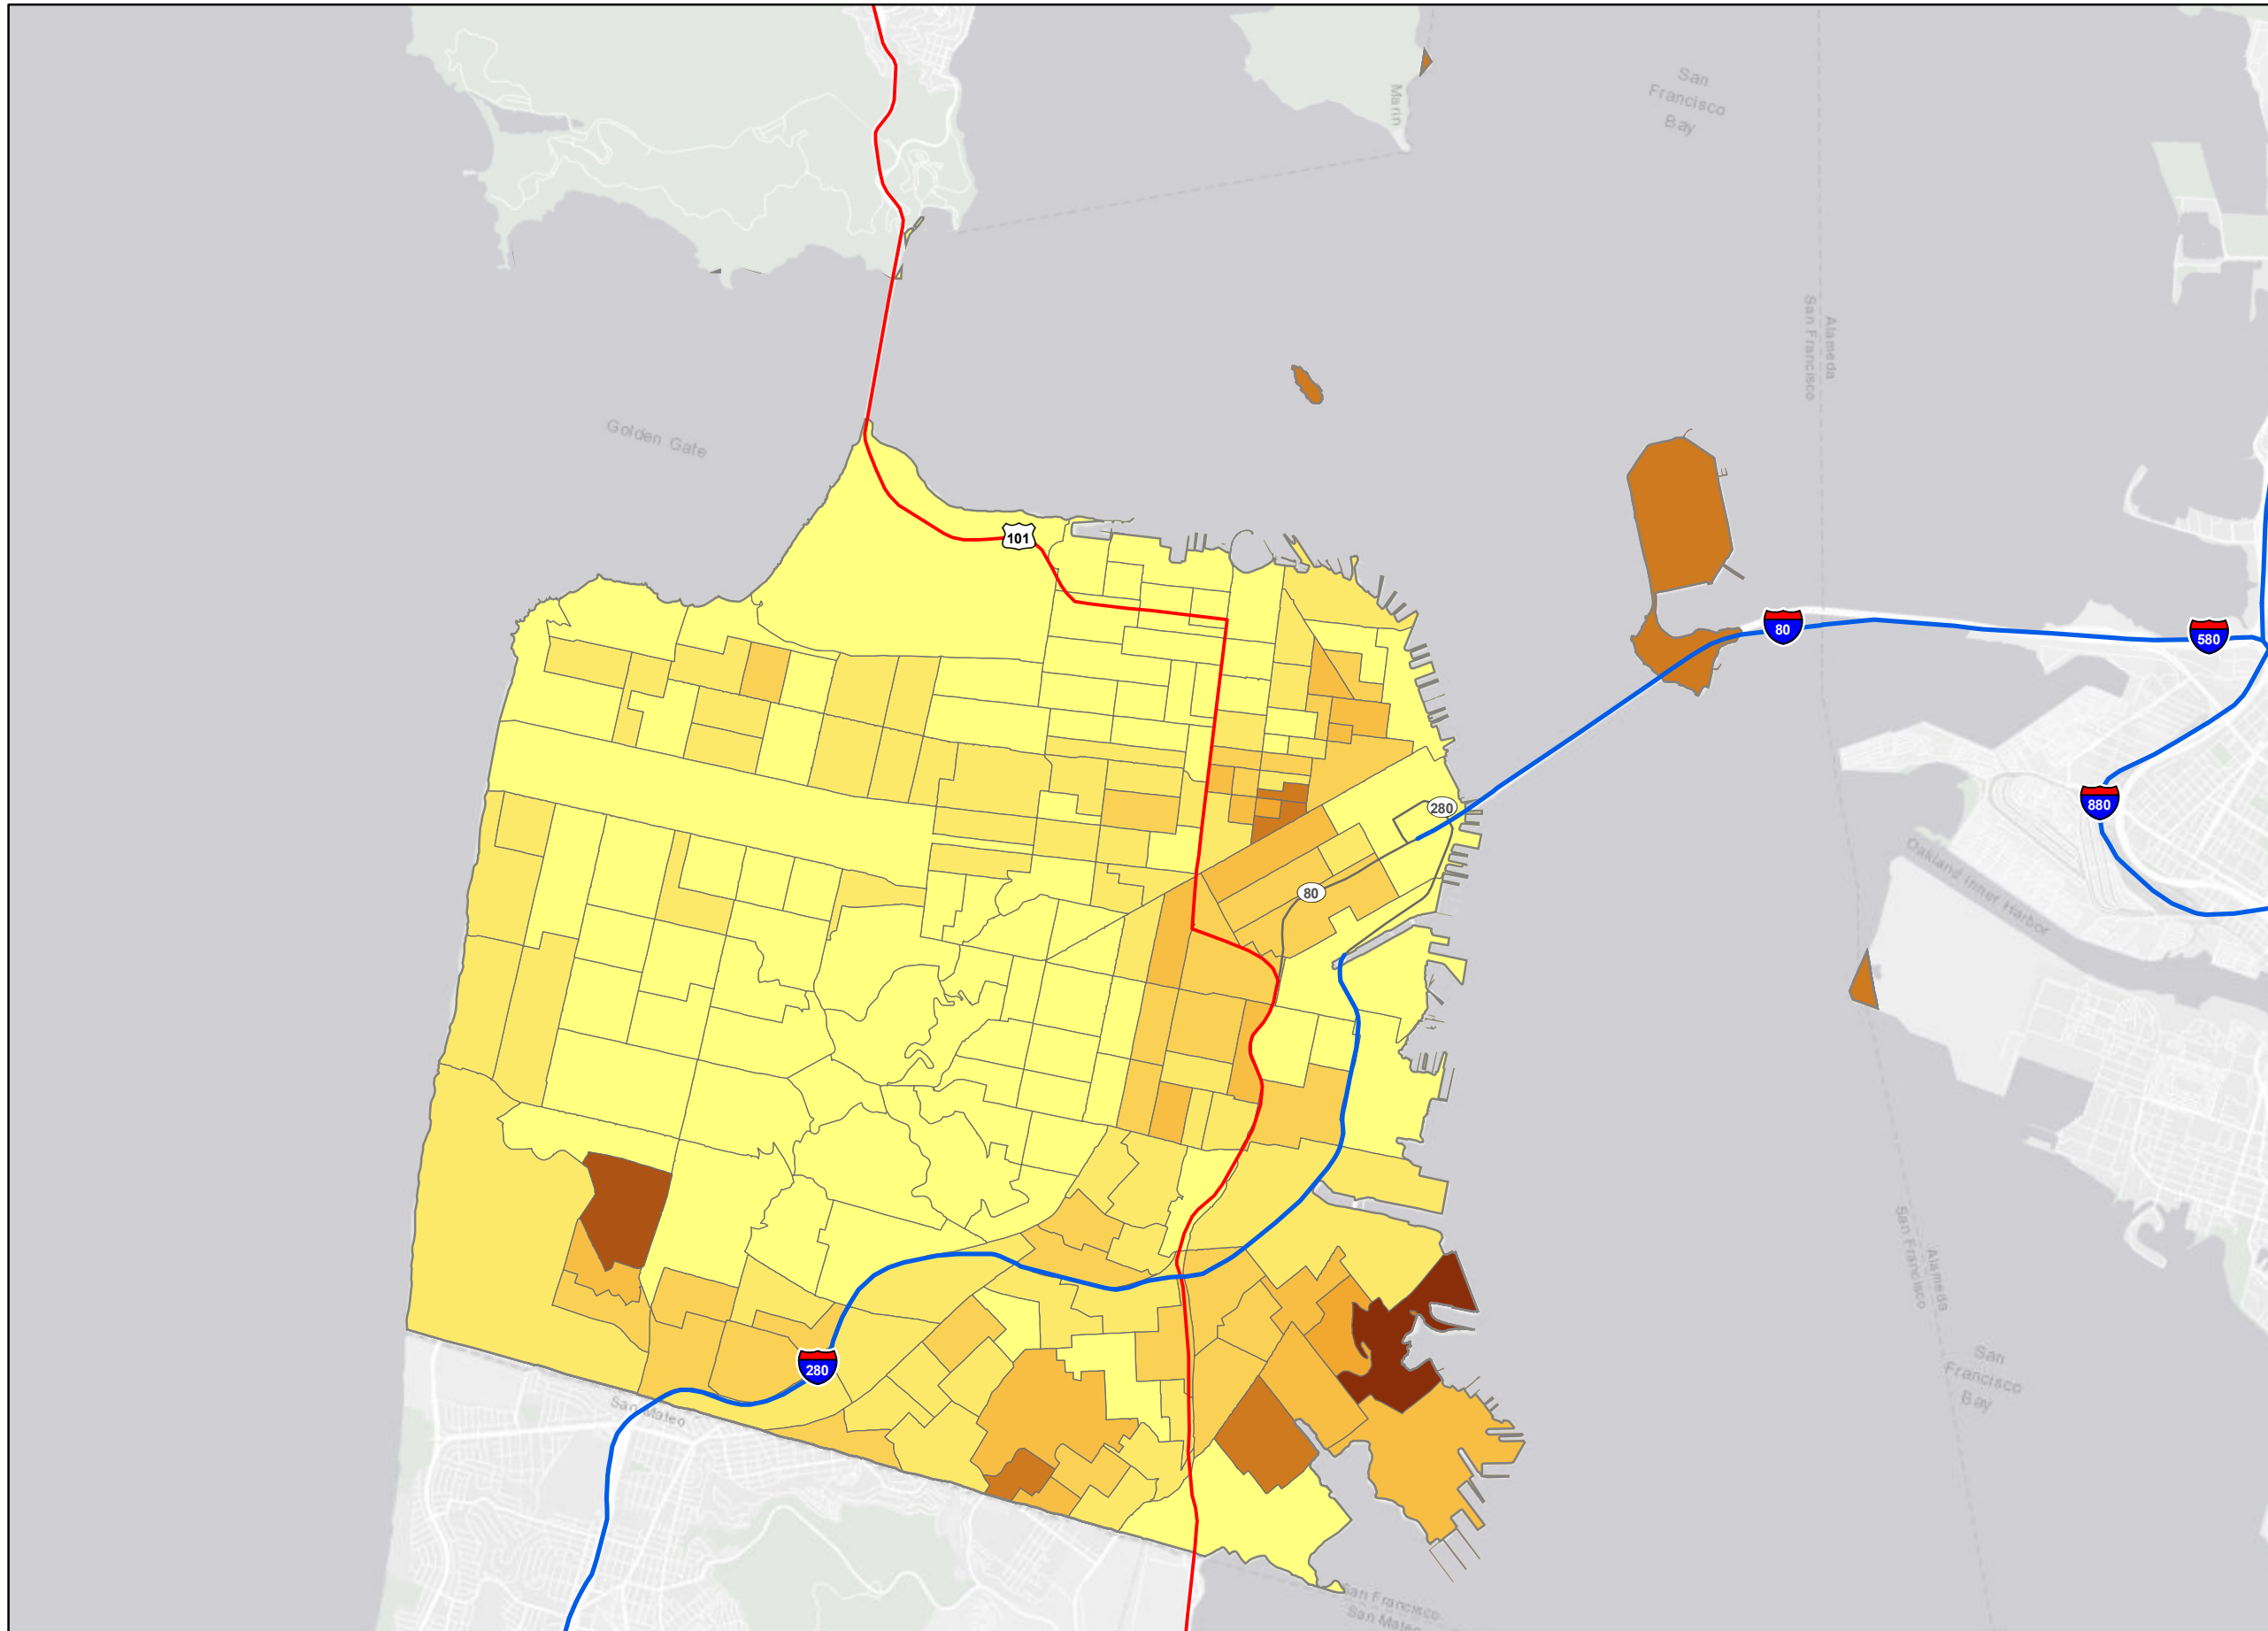 San
Francisco
Bay
Marin
Alameda
San Francisco
Golden Gate
101
80
580
280
880
80
Oakland Inner Harbor
San Francisco
Alameda
San
Francisco
Bay
280
San Mateo
San Francisco
San Mateo